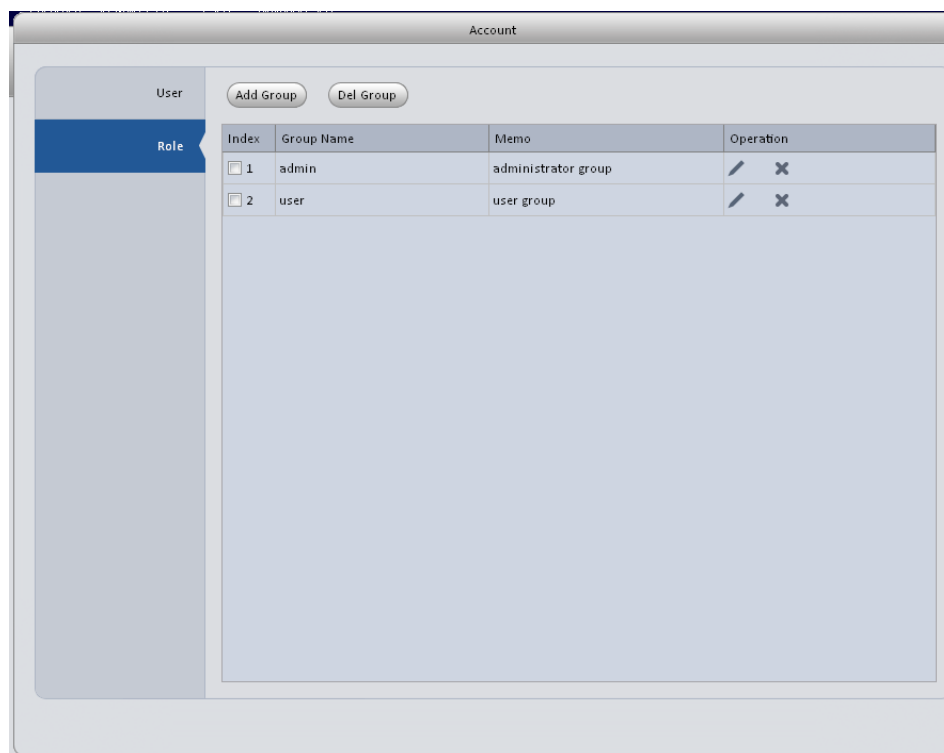 Account
User
Add Group Del Group
Role
Index Group Name Memo Operation
1 admin administrator group
2 user user group